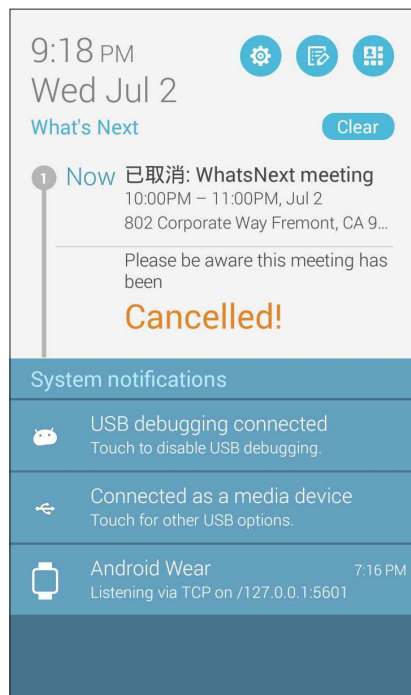 9:18 PM
Wed Jul 2
What's Next
Clear
1
Now
已取消: WhatsNext meeting
10:00PM – 11:00PM, Jul 2
802 Corporate Way Fremont, CA 9...
Please be aware this meeting has
been
Cancelled!
System notifications
USB debugging connected
Touch to disable USB debugging.
Connected as a media device
Touch for other USB options.
Android Wear
7:16 PM
Listening via TCP on /127.0.0.1:5601